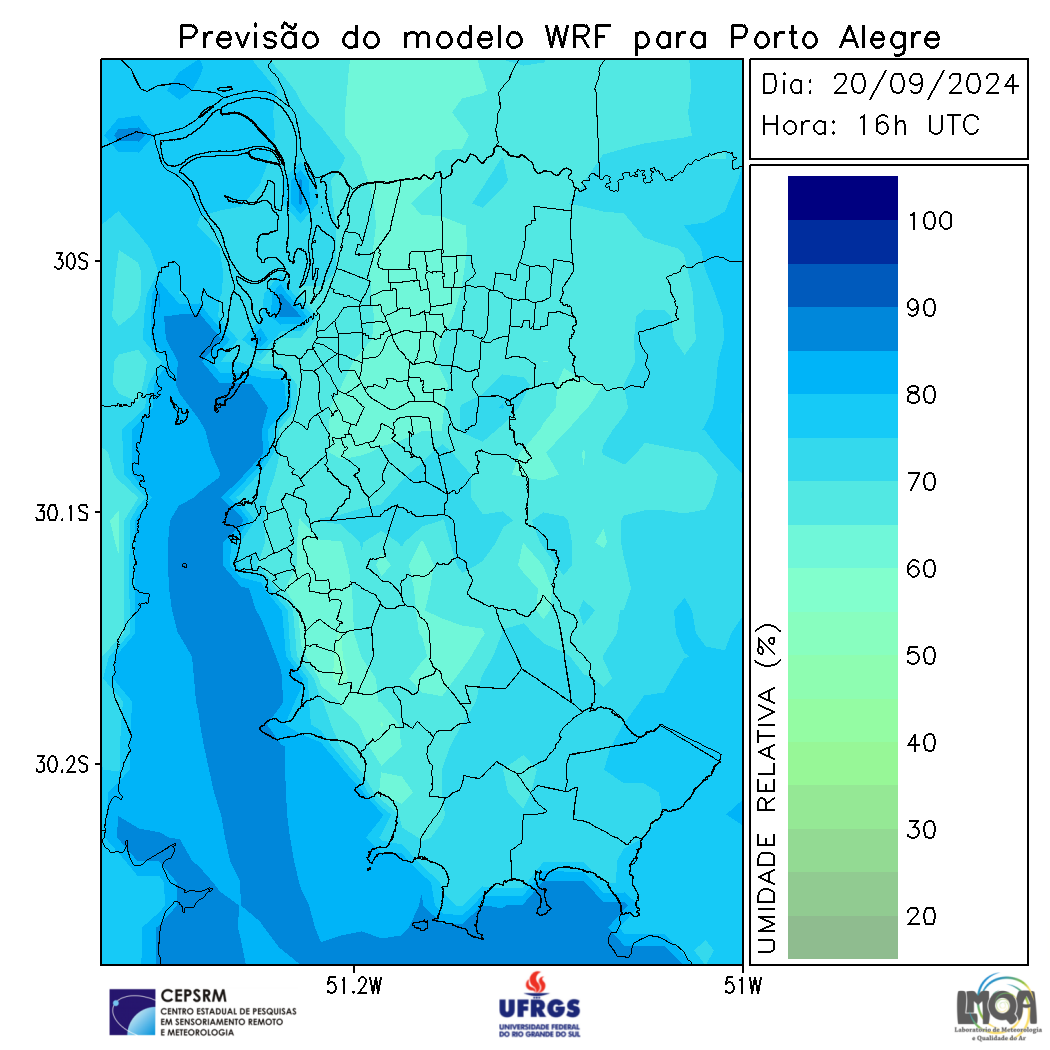 Previsão do modelo WRF para Porto Alegre
Dia: 20/09/2024
Hora: 16h UTC
100
90
80
70
60
50
40
30
20
UMIDADE RELATIVA (%)
30S
30.1S
30.2S
51.2W
51W
CEPSRM
CENTRO ESTADUAL DE PESQUISAS
EM SENSORIAMENTO REMOTO
E METEOROLOGIA
UFRGS
UNIVERSIDADE FEDERAL
DO RIO GRANDE DO SUL
LMQA
Laboratório de Meteorologia
e Qualidade do Ar